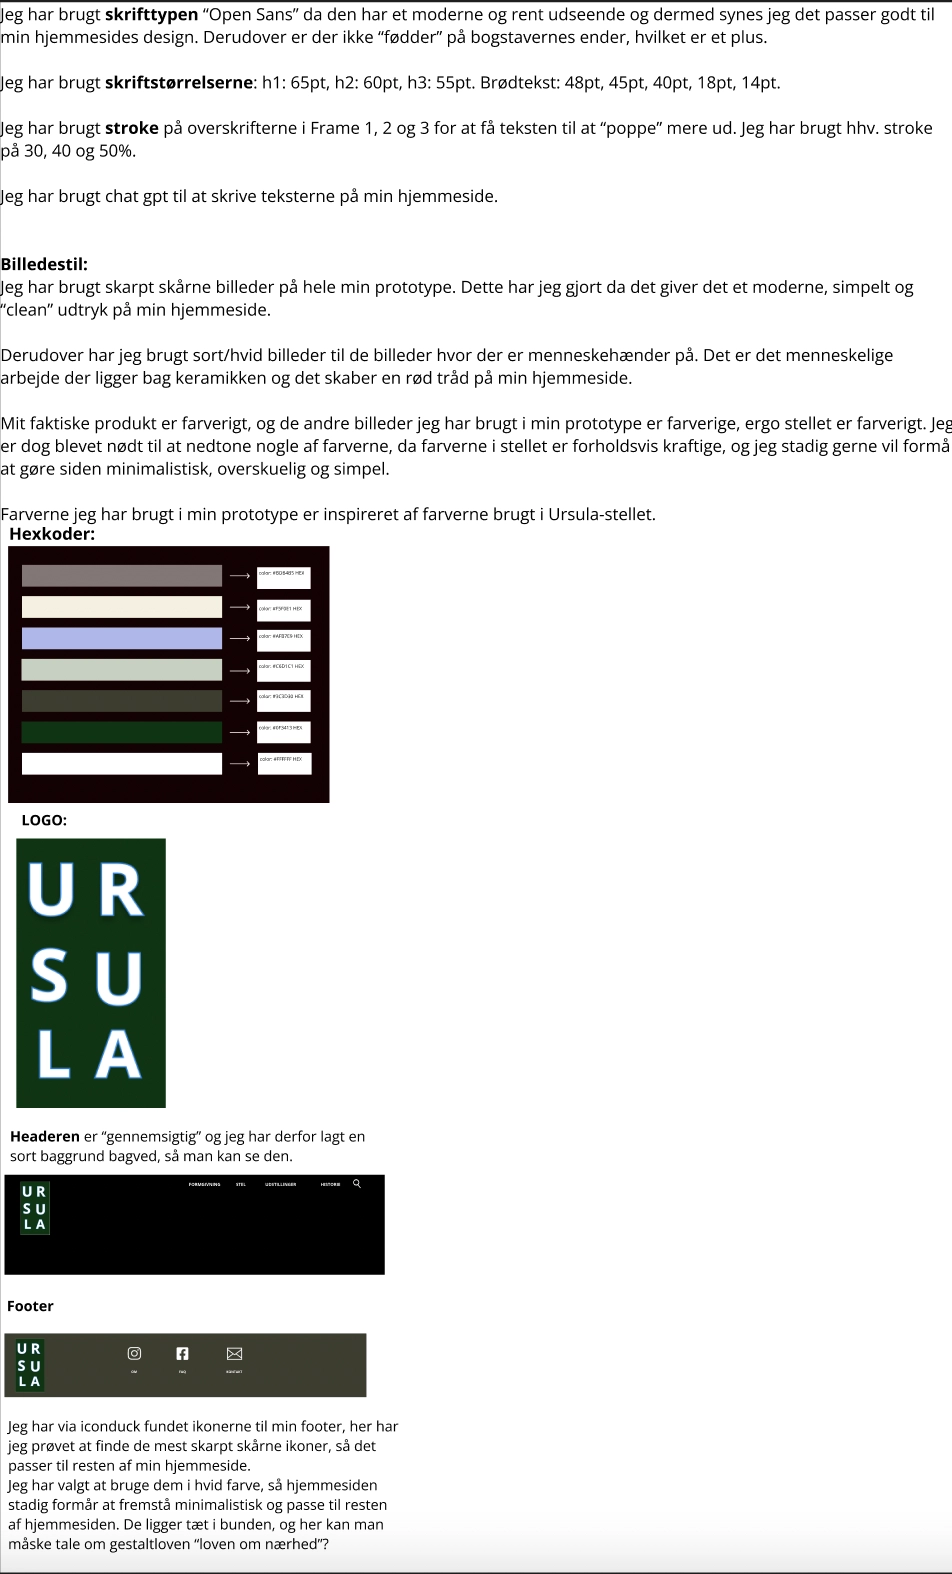 Jeg har brugt skrifttypen “Open Sans” da den har et moderne og rent udseende og dermed synes jeg det passer godt til
min hjemmesides design. Derudover er der ikke “fødder” på bogstavernes ender, hvilket er et plus.
Jeg har brugt skriftstørrelserne: h1: 65pt, h2: 60pt, h3: 55pt. Brødtekst: 48pt, 45pt, 40pt, 18pt, 14pt.
Jeg har brugt stroke på overskrifterne i Frame 1, 2 og 3 for at få teksten til at “poppe” mere ud. Jeg har brugt hhv. stroke
på 30, 40 og 50%.
Jeg har brugt chat gpt til at skrive teksterne på min hjemmeside.
Billedestil:
Jeg har brugt skarpt skårne billeder på hele min prototype. Dette har jeg gjort da det giver det et moderne, simpelt og
“clean” udtryk på min hjemmeside.
Derudover har jeg brugt sort/hvid billeder til de billeder hvor der er menneskehænder på. Det er det menneskelige
arbejde der ligger bag keramikken og det skaber en rød tråd på min hjemmeside.
Mit faktiske produkt er farverigt, og de andre billeder jeg har brugt i min prototype er farverige, ergo stellet er farverigt. Jeg
er dog blevet nødt til at nedtone nogle af farverne, da farverne i stellet er forholdsvis kraftige, og jeg stadig gerne vil formå
at gøre siden minimalistisk, overskuelig og simpel.
Farverne jeg har brugt i min prototype er inspireret af farverne brugt i Ursula-stellet.
Hexkoder:
color: HEX
color: #F5F0E1 HEX
color: #AFB7E9 HEX
color: #C6D1C1 HEX
color: #3C3D30 HEX
color: #0F3413 HEX
color: #FFFFFF HEX
LOGO:
UR
SU
LA
Headeren er “gennemsigtig” og jeg har derfor lagt en
sort baggrund bagved, så man kan se den.
FORMGIVNING STEL UDSTILLINGER HISTORIE
UR
SU
LA
Footer
UR
SU
LA
OM FAQ KONTAKT
Jeg har via iconduck fundet ikonerne til min footer, her har
jeg prøvet at finde de mest skarpt skårne ikoner, så det
passer til resten af min hjemmeside.
Jeg har valgt at bruge dem i hvid farve, så hjemmesiden
stadig formår at fremstå minimalistisk og passe til resten
af hjemmesiden. De ligger tæt i bunden, og her kan man
måske tale om gestaltloven “loven om nærhed”?